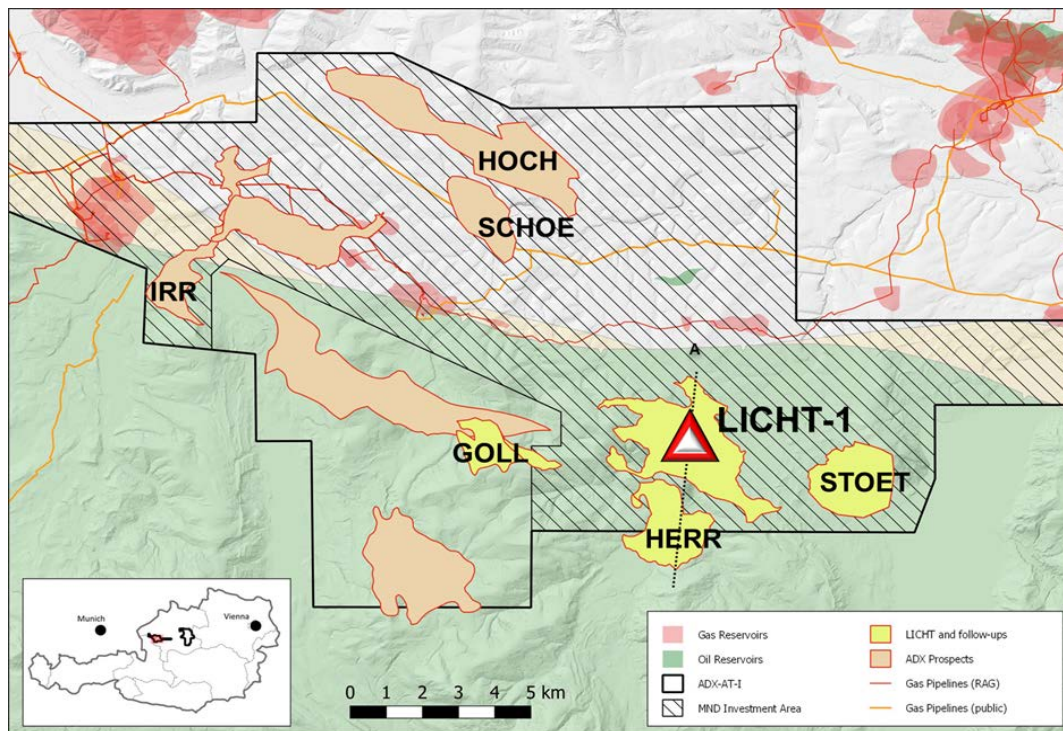 HOCH
SCHOE
IRR
A
LICHT-1
GOLL
STOET
HERR
Munich
Vienna
0 1 2 3 4 5 km
Gas Reservoirs
Oil Reservoirs
ADX-AT-I
MND Investment Area
LICHT and follow-ups
ADX Prospects
Gas Pipelines (RAG)
Gas Pipelines (public)